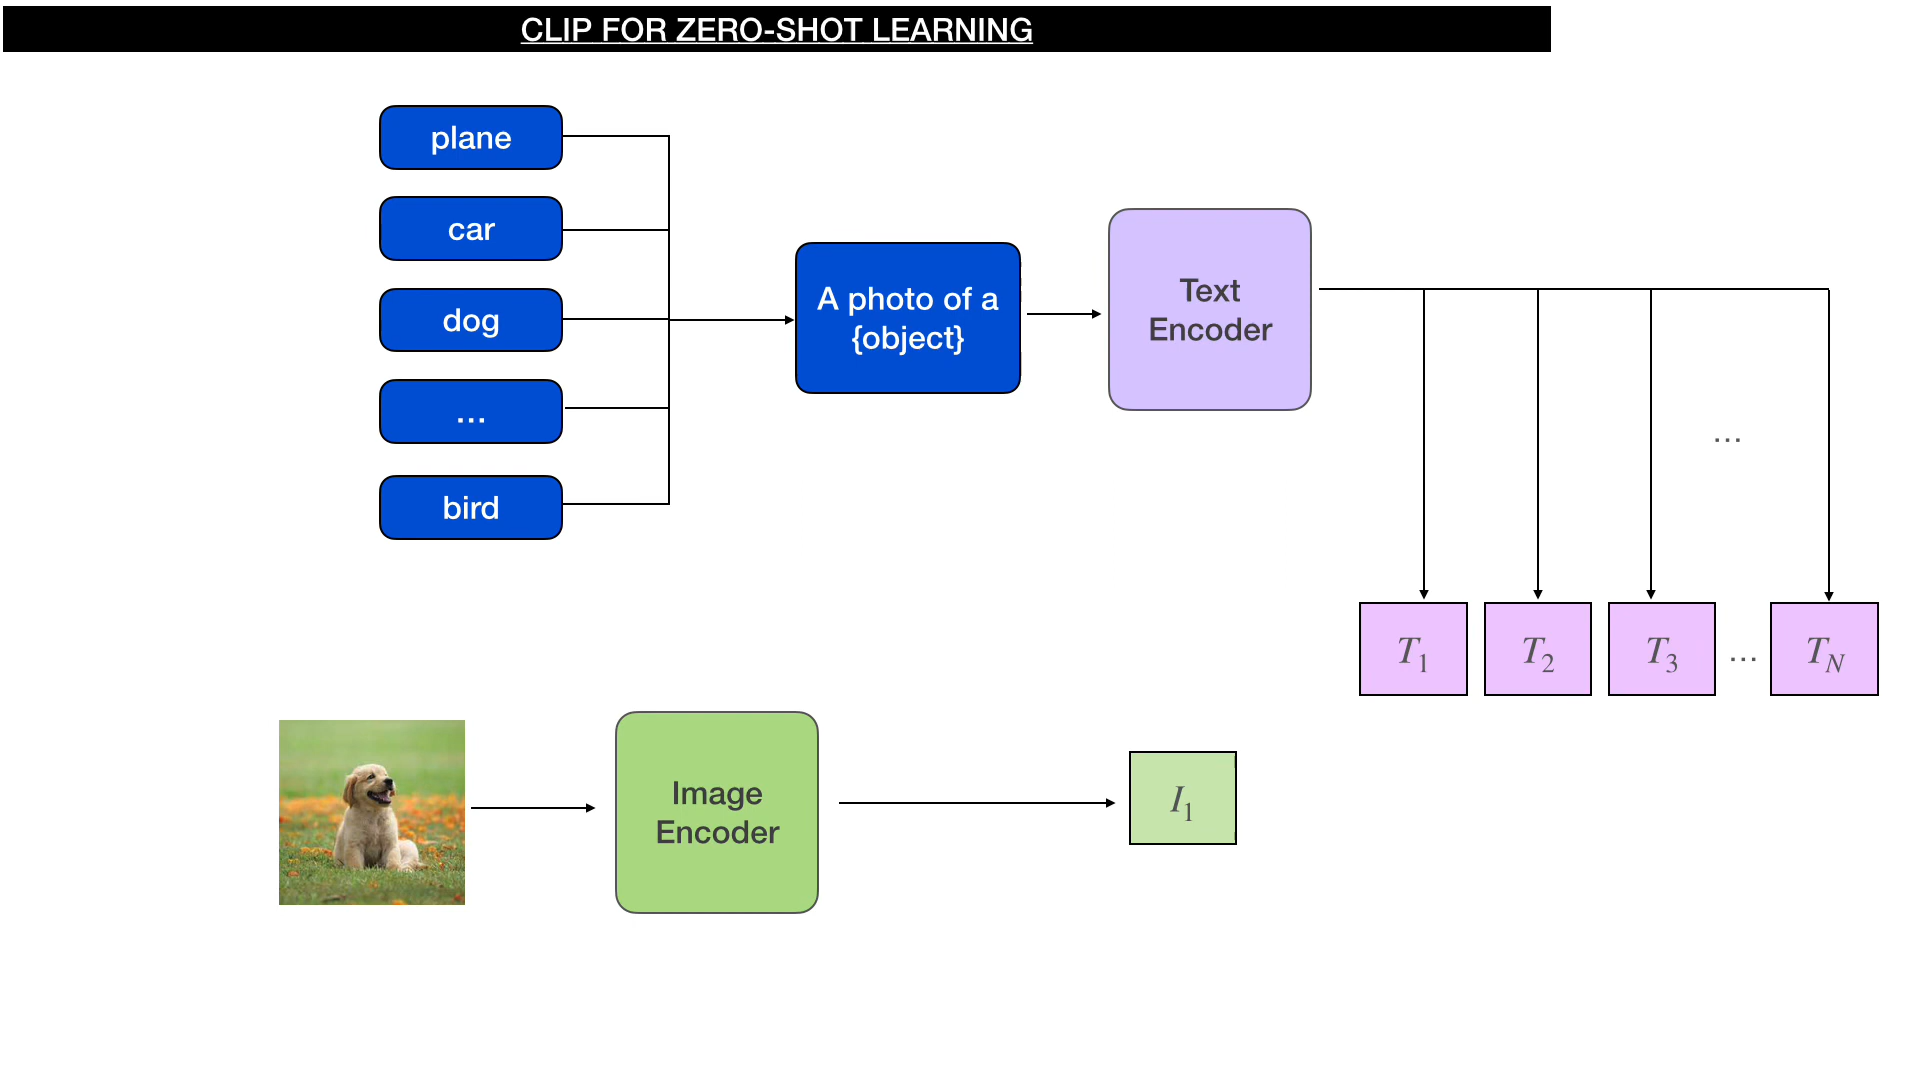 CLIP FOR ZERO-SHOT LEARNING
plane
car
dog
...
bird
A photo of a
{object}
Text
Encoder
...
T1
T2
T3
...
TN
Image
Encoder
I1